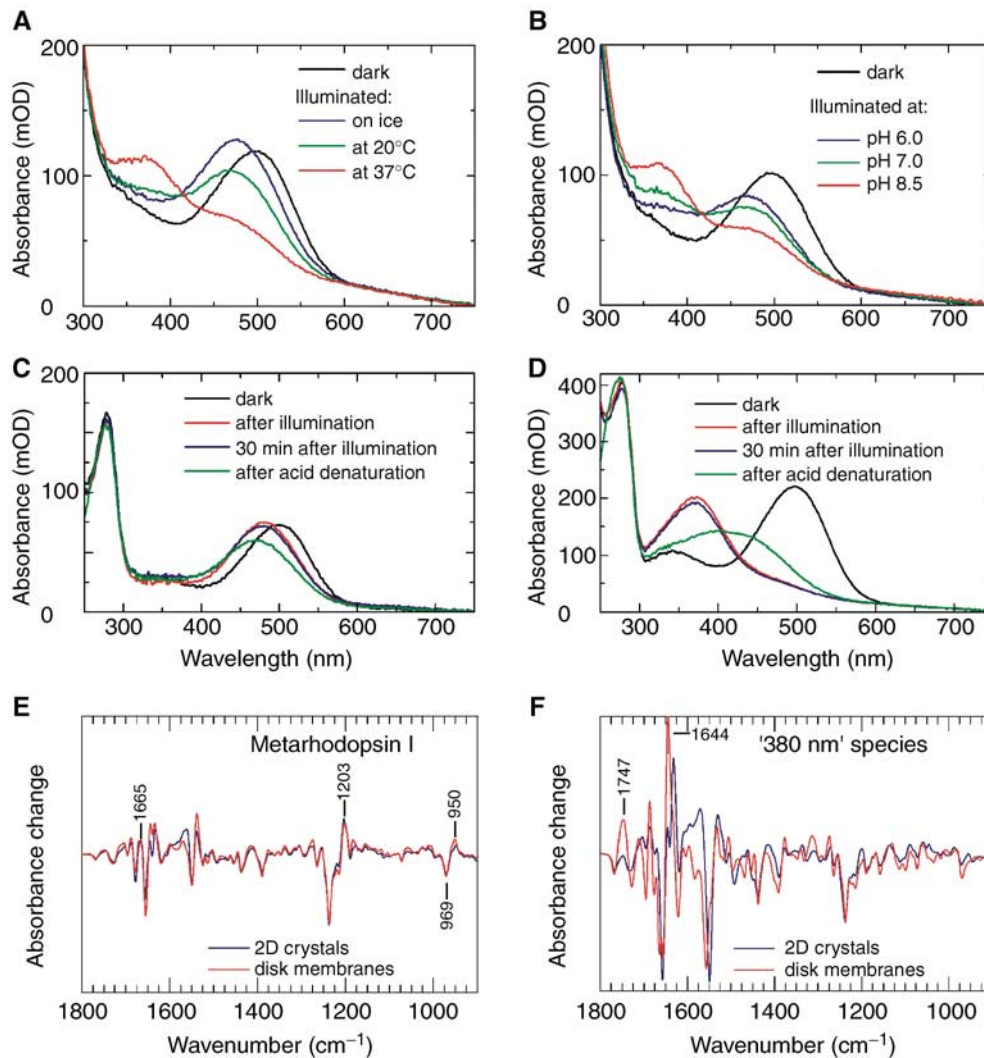 A
200
100
0
Absorbance (mOD)
dark
Illuminated:
on ice
at 20°C
at 37°C
300 400 500 600 700
B
200
100
0
Absorbance (mOD)
dark
Illuminated at:
pH 6.0
pH 7.0
pH 8.5
300 400 500 600 700
C
200
100
0
Absorbance (mOD)
dark
after illumination
30 min after illumination
after acid denaturation
300 400 500 600 700
Wavelength (nm)
D
400
300
200
100
0
Absorbance (mOD)
dark
after illumination
30 min after illumination
after acid denaturation
300 400 500 600 700
Wavelength (nm)
E
Metarhodopsin I
1665
1203
950
969
Absorbance change
2D crystals
disk membranes
1800 1600 1400 1200 1000
Wavenumber (cm⁻¹)
F
1644
'380 nm' species
1747
Absorbance change
2D crystals
disk membranes
1800 1600 1400 1200 1000
Wavenumber (cm⁻¹)